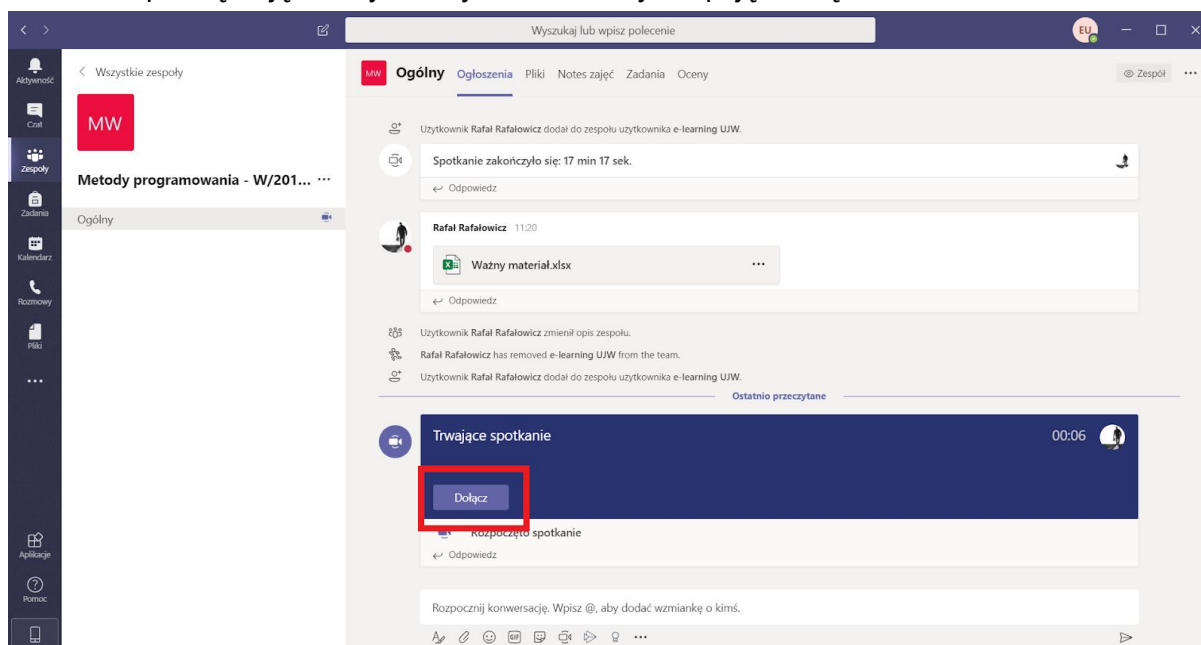 Wyszukaj lub wpisz polecenie
EU
Aktywność
Czat
Zespoły
Zadania
Kalendarz
Rozmowy
Pliki
Aplikacje
Pomoc
Wszystkie zespoły
MW
Metody programowania - W/201... ...
Ogólny
MW Ogólny Ogłoszenia Pliki Notes zajęć Zadania Oceny
Zespół ...
Użytkownik Rafał Rafałowicz dodał do zespołu użytkownika e-learning UJW.
Spotkanie zakończyło się: 17 min 17 sek.
Odpowiedz
Rafał Rafałowicz 11:20
Ważny materiał.xlsx ...
Odpowiedz
Użytkownik Rafał Rafałowicz zmienił opis zespołu.
Rafał Rafałowicz has removed e-learning UJW from the team.
Użytkownik Rafał Rafałowicz dodał do zespołu użytkownika e-learning UJW.
Ostatnio przeczytane
Trwające spotkanie 00:06
Dołącz
Rozpoczęto spotkanie
Odpowiedz
Rozpocznij konwersację. Wpisz @, aby dodać wzmiankę o kimś.
GIF